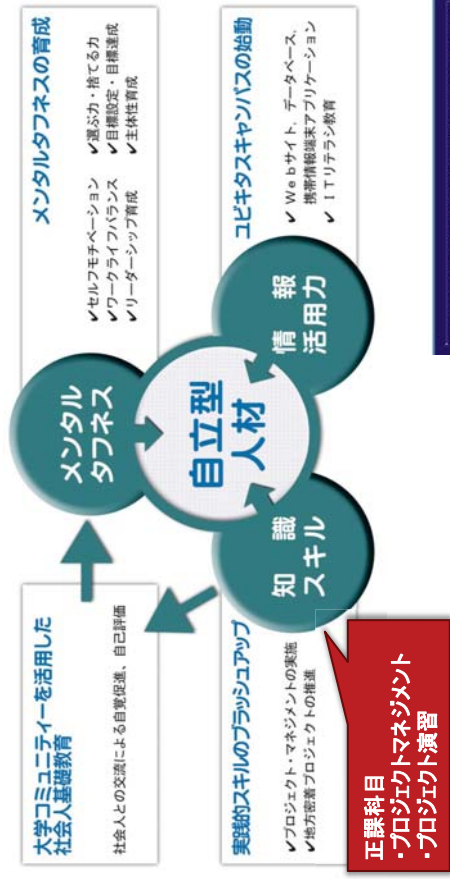 大学コミュニティーを活用した
社会人基礎教育
社会人との交流による自覚促進、自己評価
メンタル
タフネス
メンタルタフネスの育成
✔セルフモチベーション
✔ワークライフバランス
✔リーダーシップ育成
✔選ぶ力・捨てる力
✔目標設定・目標達成
✔主体性育成
自立型
人材
実践的スキルのブラッシュアップ
✔プロジェクト・マネジメントの実施
✔地方密着プロジェクトの推進
知識
スキル
情報
活用力
ユビキタスキャンパスの始動
✔Webサイト、データベース、
携帯情報端末アプリケーション
✔ITリテラシ教育
正課科目
・プロジェクトマネジメント
・プロジェクト演習